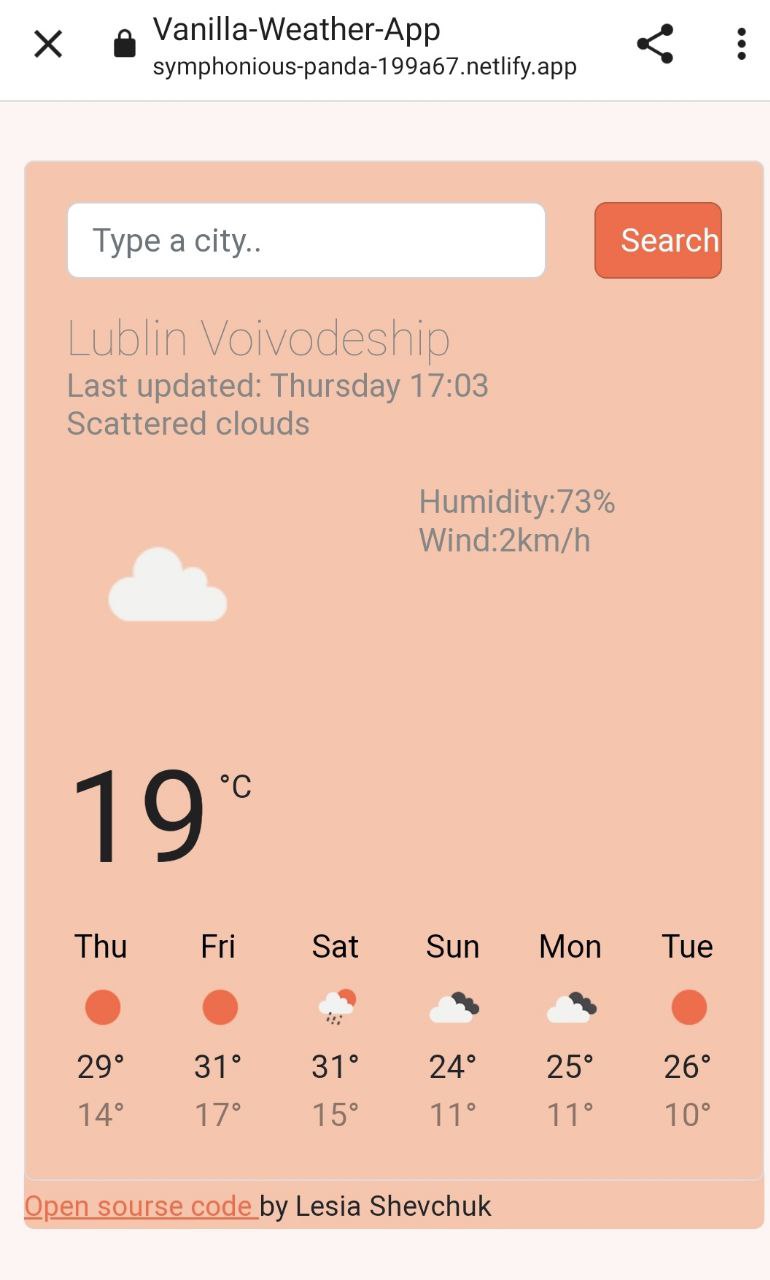 Vanilla-Weather-App
symphonious-panda-199a67.netlify.app
Type a city..
Search
Lublin Voivodeship
Last updated: Thursday 17:03
Scattered clouds
Humidity:73%
Wind:2km/h
19 °C
Thu Fri Sat Sun Mon Tue
29° 31° 31° 24° 25° 26°
14° 17° 15° 11° 11° 10°
Open sourse code by Lesia Shevchuk